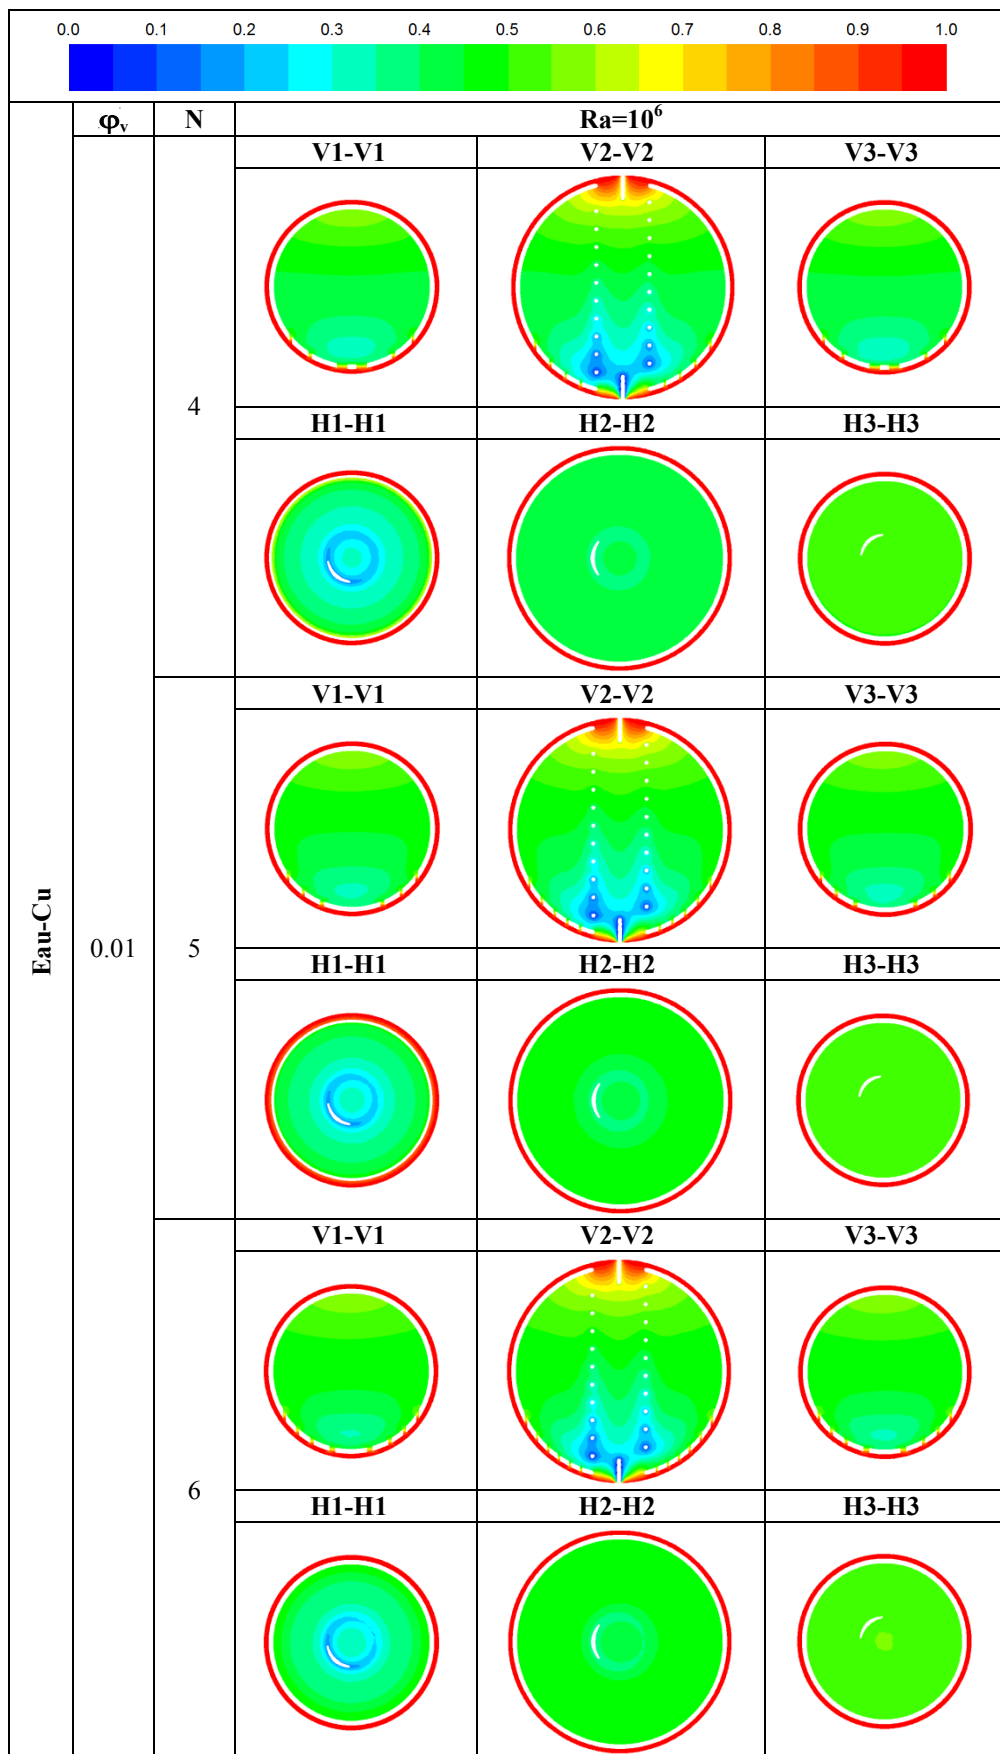 0.0 0.1 0.2 0.3 0.4 0.5 0.6 0.7 0.8 0.9 1.0
φv N Ra=10⁶
Eau-Cu
0.01
4
V1-V1 V2-V2 V3-V3
H1-H1 H2-H2 H3-H3
5
V1-V1 V2-V2 V3-V3
H1-H1 H2-H2 H3-H3
6
V1-V1 V2-V2 V3-V3
H1-H1 H2-H2 H3-H3